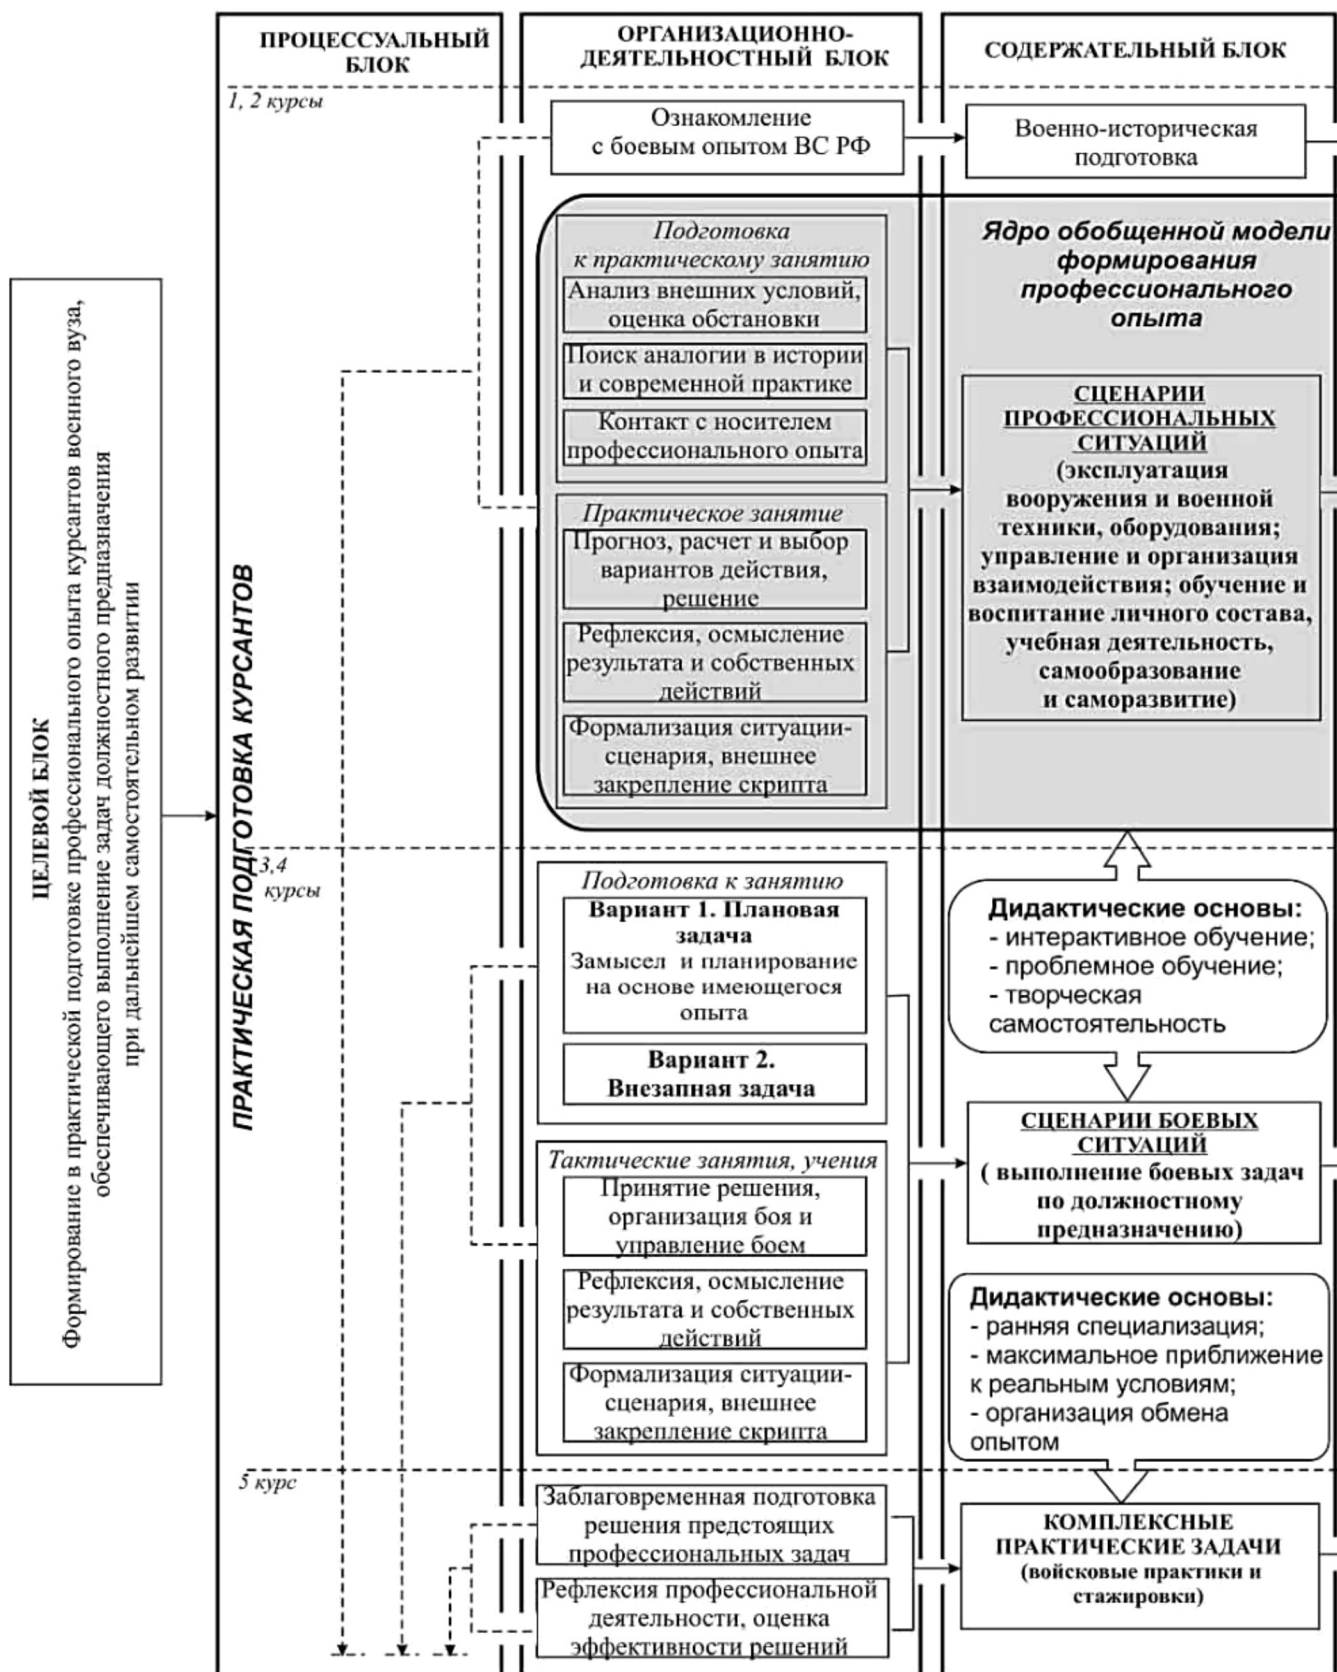 ПРОЦЕССУАЛЬНЫЙ
БЛОК
ОРГАНИЗАЦИОННО-
ДЕЯТЕЛЬНОСТНЫЙ БЛОК
СОДЕРЖАТЕЛЬНЫЙ БЛОК
ЦЕЛЕВОЙ БЛОК
Формирование в практической подготовке профессионального опыта курсантов военного вуза,
обеспечивающего выполнение задач должностного предназначения
при дальнейшем самостоятельном развитии
ПРАКТИЧЕСКАЯ ПОДГОТОВКА КУРСАНТОВ
1, 2 курсы
Ознакомление
с боевым опытом ВС РФ
Военно-историческая
подготовка
Подготовка
к практическому занятию
Анализ внешних условий,
оценка обстановки
Поиск аналогии в истории
и современной практике
Контакт с носителем
профессионального опыта
Практическое занятие
Прогноз, расчет и выбор
вариантов действия,
решение
Рефлексия, осмысление
результата и собственных
действий
Формализация ситуации-
сценария, внешнее
закрепление скрипта
Ядро обобщенной модели
формирования
профессионального
опыта
СЦЕНАРИИ
ПРОФЕССИОНАЛЬНЫХ
СИТУАЦИЙ
(эксплуатация
вооружения и военной
техники, оборудования;
управление и организация
взаимодействия; обучение и
воспитание личного состава,
учебная деятельность,
самообразование
и саморазвитие)
3,4
курсы
Подготовка к занятию
Вариант 1. Плановая
задача
Замысел и планирование
на основе имеющегося
опыта
Вариант 2.
Внезапная задача
Тактические занятия, учения
Принятие решения,
организация боя и
управление боем
Рефлексия, осмысление
результата и собственных
действий
Формализация ситуации-
сценария, внешнее
закрепление скрипта
Дидактические основы:
- интерактивное обучение;
- проблемное обучение;
- творческая
самостоятельность
СЦЕНАРИИ БОЕВЫХ
СИТУАЦИЙ
( выполнение боевых задач
по должностному
предназначению)
Дидактические основы:
- ранняя специализация;
- максимальное приближение
к реальным условиям;
- организация обмена
опытом
5 курс
Заблаговременная подготовка
решения предстоящих
профессиональных задач
Рефлексия профессиональной
деятельности, оценка
эффективности решений
КОМПЛЕКСНЫЕ
ПРАКТИЧЕСКИЕ ЗАДАЧИ
(войсковые практики и
стажировки)